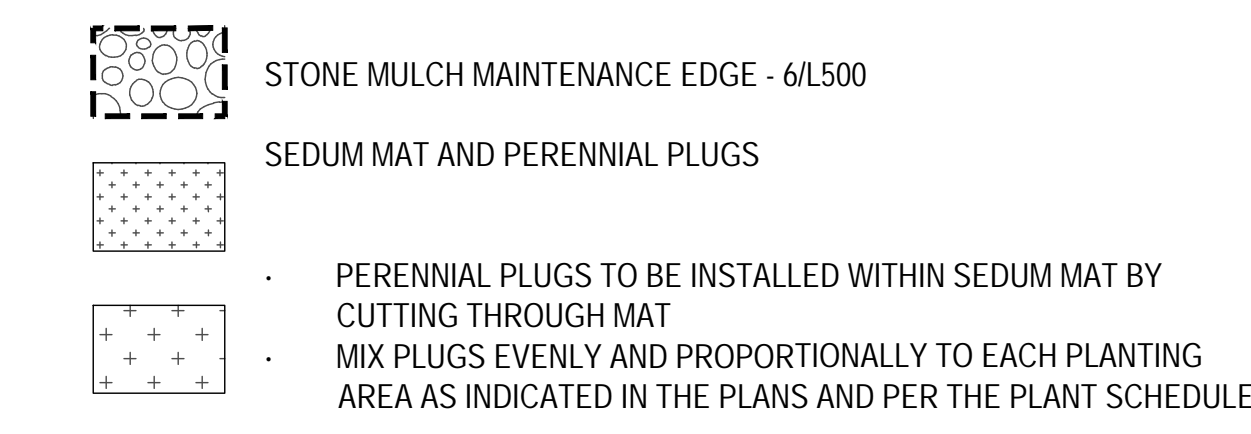 STONE MULCH MAINTENANCE EDGE - 6/L500
SEDUM MAT AND PERENNIAL PLUGS
· PERENNIAL PLUGS TO BE INSTALLED WITHIN SEDUM MAT BY
CUTTING THROUGH MAT
· MIX PLUGS EVENLY AND PROPORTIONALLY TO EACH PLANTING
AREA AS INDICATED IN THE PLANS AND PER THE PLANT SCHEDULE